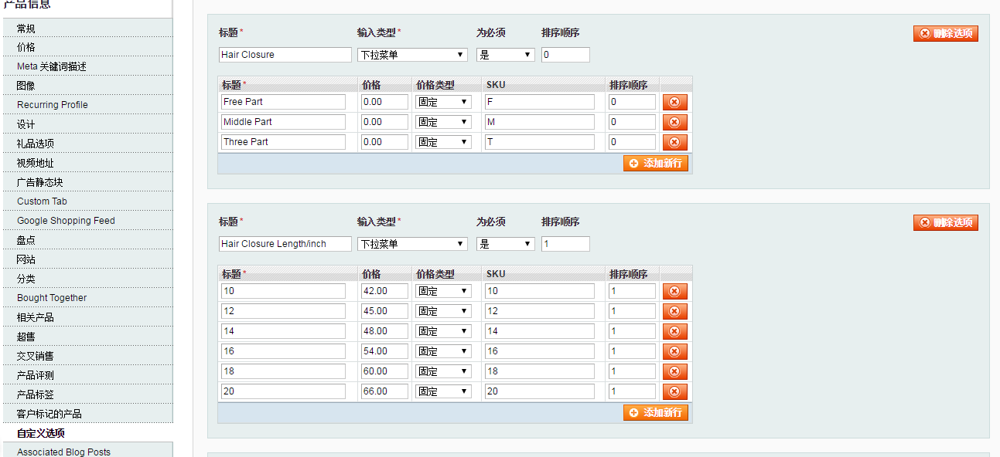 产品信息
常规
价格
Meta 关键词描述
图像
Recurring Profile
设计
礼品选项
视频地址
广告静态块
Custom Tab
Google Shopping Feed
盘点
网站
分类
Bought Together
相关产品
超售
交叉销售
产品评测
产品标签
客户标记的产品
自定义选项
Associated Blog Posts
标题* 输入类型* 为必须 排序顺序 删除选项
Hair Closure 下拉菜单 是 0
标题* 价格 价格类型 SKU 排序顺序
Free Part 0.00 固定 F 0
Middle Part 0.00 固定 M 0
Three Part 0.00 固定 T 0
添加新行
标题* 输入类型* 为必须 排序顺序 删除选项
Hair Closure Length/inch 下拉菜单 是 1
标题* 价格 价格类型 SKU 排序顺序
10 42.00 固定 10 1
12 45.00 固定 12 1
14 48.00 固定 14 1
16 54.00 固定 16 1
18 60.00 固定 18 1
20 66.00 固定 20 1
添加新行